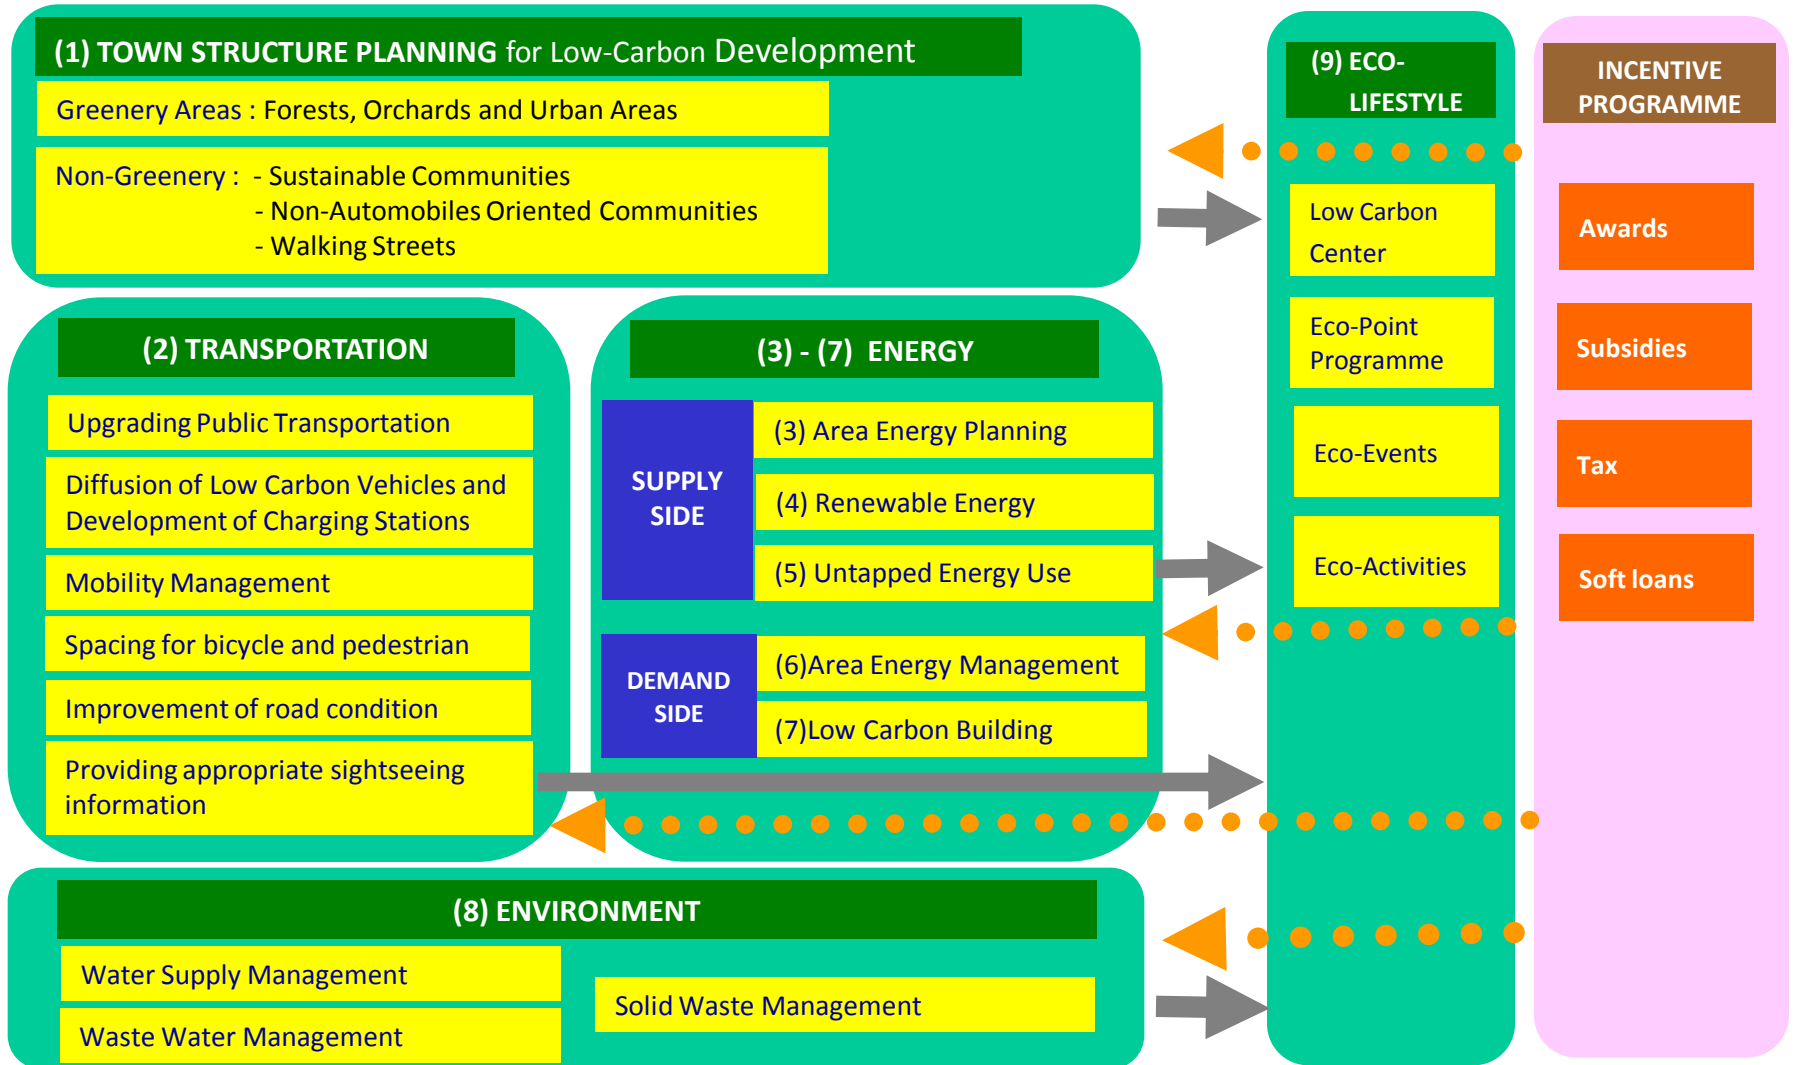 (1) TOWN STRUCTURE PLANNING for Low-Carbon Development
Greenery Areas : Forests, Orchards and Urban Areas
Non-Greenery : - Sustainable Communities
- Non-Automobiles Oriented Communities
- Walking Streets
(2) TRANSPORTATION
Upgrading Public Transportation
Diffusion of Low Carbon Vehicles and
Development of Charging Stations
Mobility Management
Spacing for bicycle and pedestrian
Improvement of road condition
Providing appropriate sightseeing
information
(3) - (7) ENERGY
SUPPLY
SIDE
(3) Area Energy Planning
(4) Renewable Energy
(5) Untapped Energy Use
DEMAND
SIDE
(6)Area Energy Management
(7)Low Carbon Building
(8) ENVIRONMENT
Water Supply Management
Waste Water Management
Solid Waste Management
(9) ECO-
LIFESTYLE
Low Carbon
Center
Eco-Point
Programme
Eco-Events
Eco-Activities
INCENTIVE
PROGRAMME
Awards
Subsidies
Tax
Soft loans